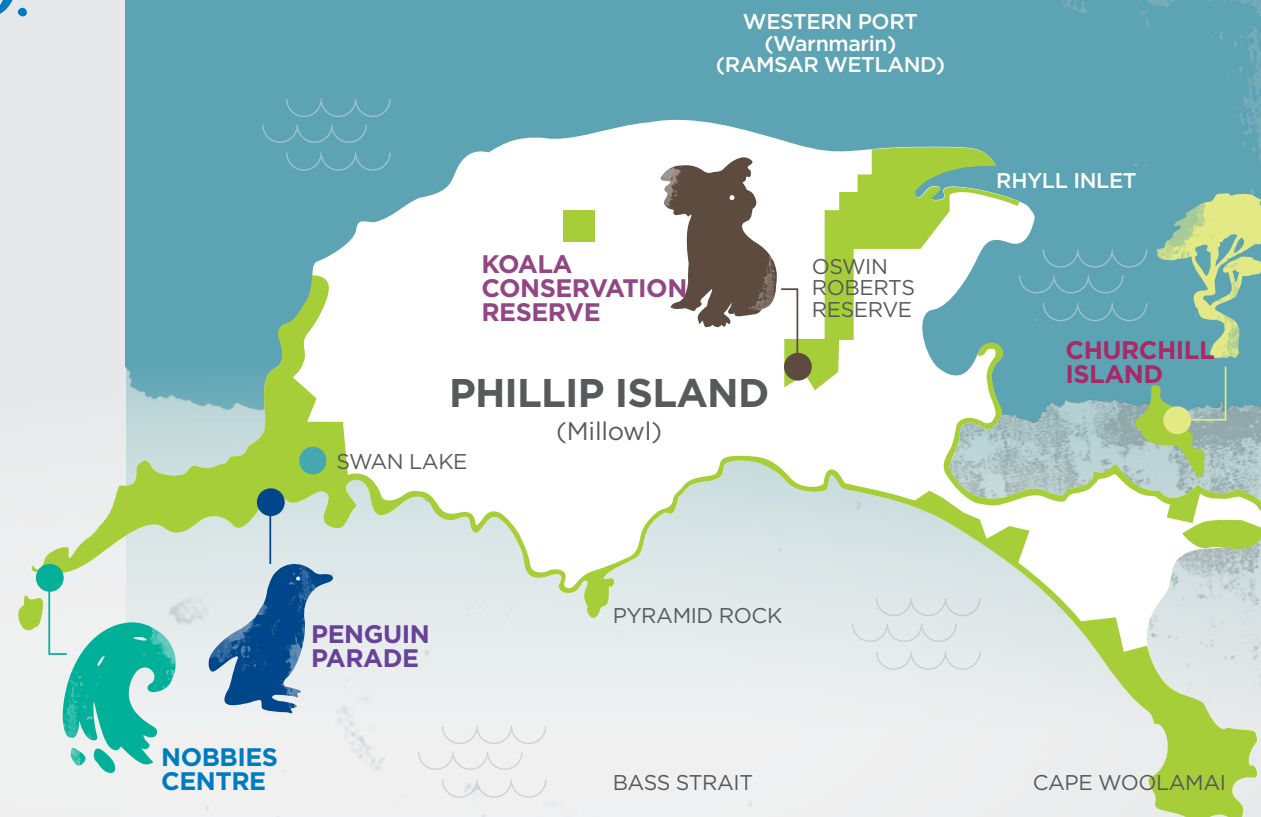 WESTERN PORT
(Warnmarin)
(RAMSAR WETLAND)
RHYLL INLET
KOALA
CONSERVATION
RESERVE
OSWIN
ROBERTS
RESERVE
CHURCHILL
ISLAND
PHILLIP ISLAND
(Millowl)
SWAN LAKE
PYRAMID ROCK
PENGUIN
PARADE
NOBBIES
CENTRE
BASS STRAIT
CAPE WOOLAMAI